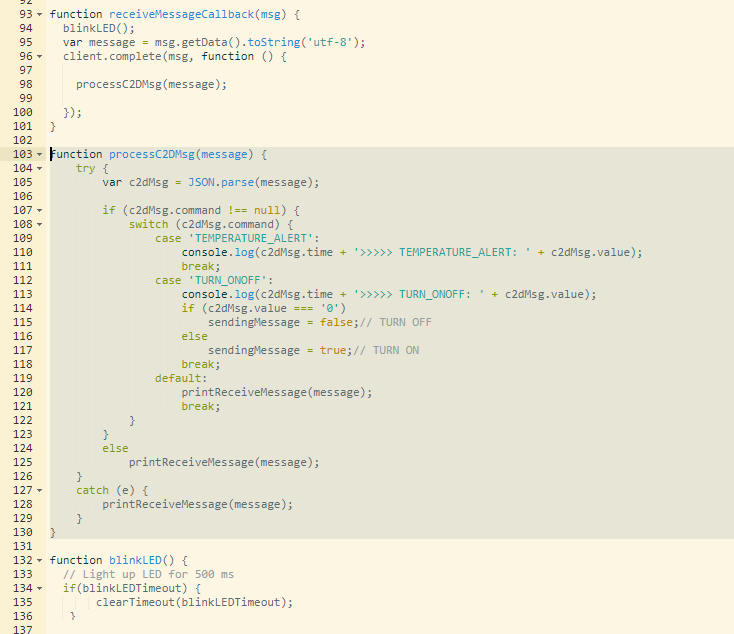 92
93 function receiveMessageCallback(msg) {
94   blinkLED();
95   var message = msg.getData().toString('utf-8');
96   client.complete(msg, function () {
97
98     processC2DMsg(message);
99
100   });
101 }
102
103 function processC2DMsg(message) {
104     try {
105         var c2dMsg = JSON.parse(message);
106
107         if (c2dMsg.command !== null) {
108             switch (c2dMsg.command) {
109                 case 'TEMPERATURE_ALERT':
110                     console.log(c2dMsg.time + '>>>>> TEMPERATURE_ALERT: ' + c2dMsg.value);
111                     break;
112                 case 'TURN_ONOFF':
113                     console.log(c2dMsg.time + '>>>>> TURN_ONOFF: ' + c2dMsg.value);
114                     if (c2dMsg.value === '0')
115                         sendingMessage = false;// TURN OFF
116                     else
117                         sendingMessage = true;// TURN ON
118                     break;
119                 default:
120                     printReceiveMessage(message);
121                     break;
122             }
123         }
124         else
125             printReceiveMessage(message);
126     }
127     catch (e) {
128         printReceiveMessage(message);
129     }
130 }
131
132 function blinkLED() {
133   // Light up LED for 500 ms
134   if(blinkLEDTimeout) {
135        clearTimeout(blinkLEDTimeout);
136    }
137